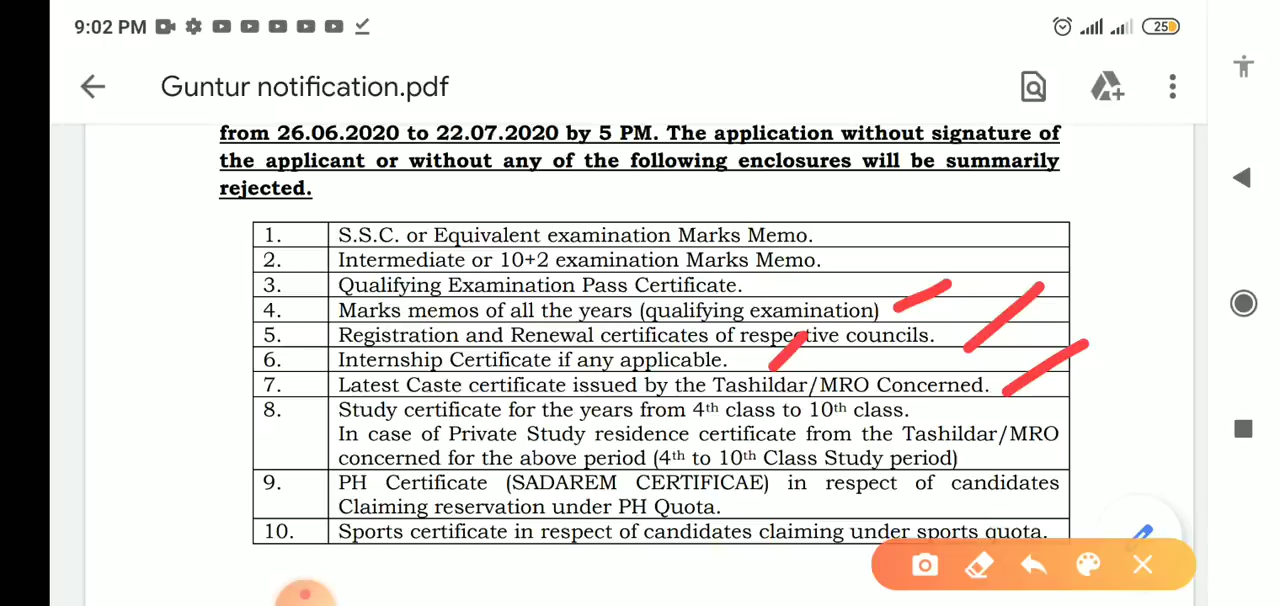 9:02 PM
25
Guntur notification.pdf
from 26.06.2020 to 22.07.2020 by 5 PM. The application without signature of
the applicant or without any of the following enclosures will be summarily
rejected.
1. S.S.C. or Equivalent examination Marks Memo.
2. Intermediate or 10+2 examination Marks Memo.
3. Qualifying Examination Pass Certificate.
4. Marks memos of all the years (qualifying examination)
5. Registration and Renewal certificates of respective councils.
6. Internship Certificate if any applicable.
7. Latest Caste certificate issued by the Tashildar/MRO Concerned.
8. Study certificate for the years from 4th class to 10th class.
In case of Private Study residence certificate from the Tashildar/MRO
concerned for the above period (4th to 10th Class Study period)
9. PH Certificate (SADAREM CERTIFICAE) in respect of candidates
Claiming reservation under PH Quota.
10. Sports certificate in respect of candidates claiming under sports quota.